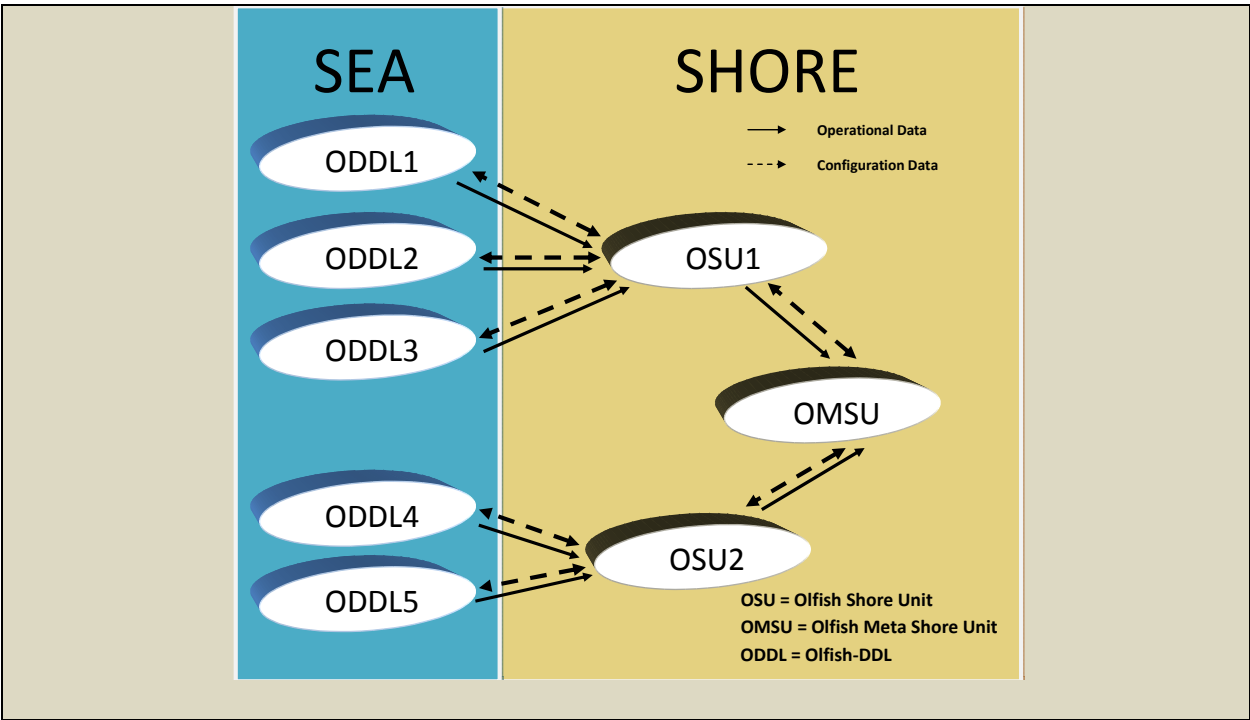 SEA
SHORE
Operational Data
Configuration Data
ODDL1
ODDL2
ODDL3
ODDL4
ODDL5
OSU1
OMSU
OSU2
OSU = Olfish Shore Unit
OMSU = Olfish Meta Shore Unit
ODDL = Olfish-DDL